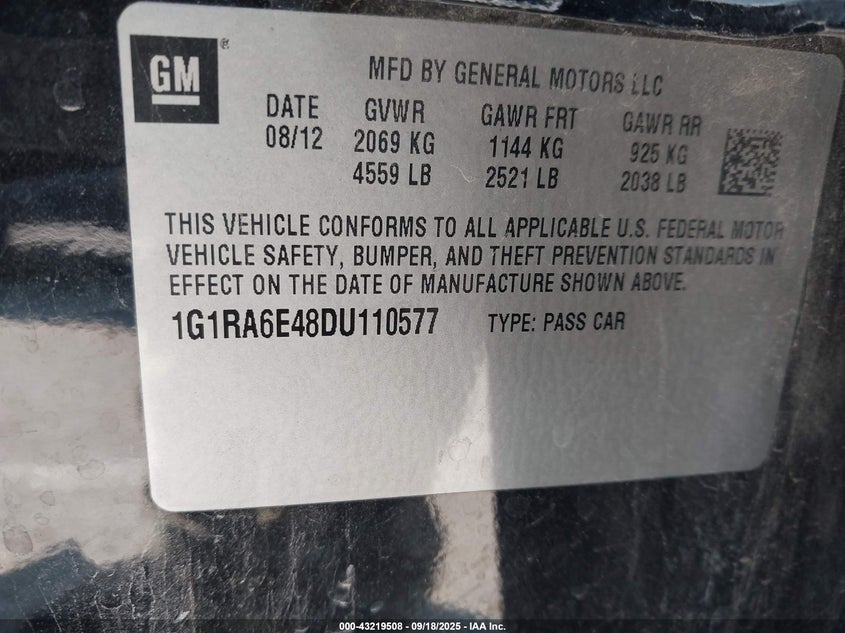 GM®
MFD BY GENERAL MOTORS LLC
DATE GVWR GAWR FRT GAWR RR
08/12 2069 KG 1144 KG 925 KG
4559 LB 2521 LB 2038 LB
THIS VEHICLE CONFORMS TO ALL APPLICABLE U.S. FEDERAL MOTOR
VEHICLE SAFETY, BUMPER, AND THEFT PREVENTION STANDARDS IN
EFFECT ON THE DATE OF MANUFACTURE SHOWN ABOVE.
1G1RA6E48DU110577 TYPE: PASS CAR
000-43219508 - 09/18/2025 - IAA Inc.